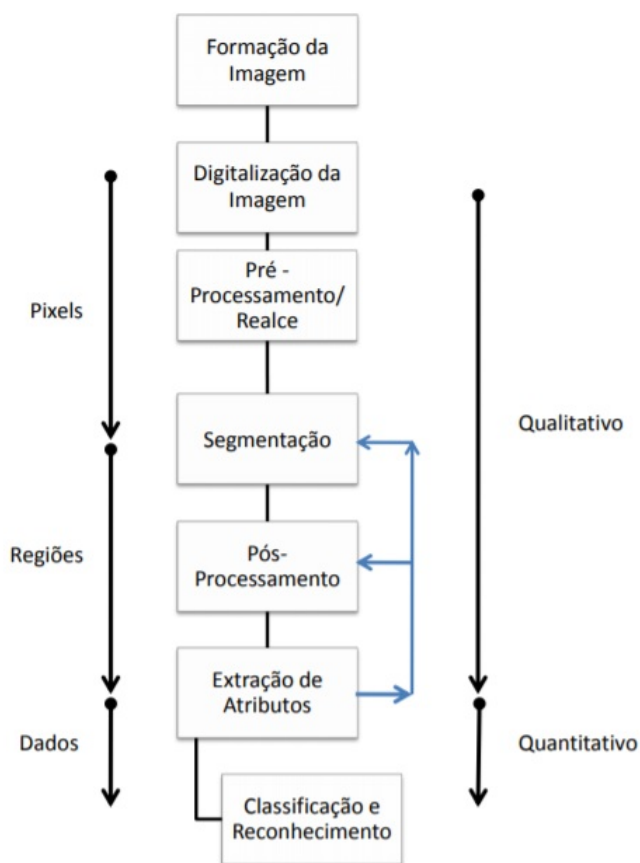 Formação da
Imagem
Digitalização da
Imagem
Pré -
Processamento/
Realce
Pixels
Segmentação
Qualitativo
Regiões
Pós-
Processamento
Extração de
Atributos
Dados
Quantitativo
Classificação e
Reconhecimento